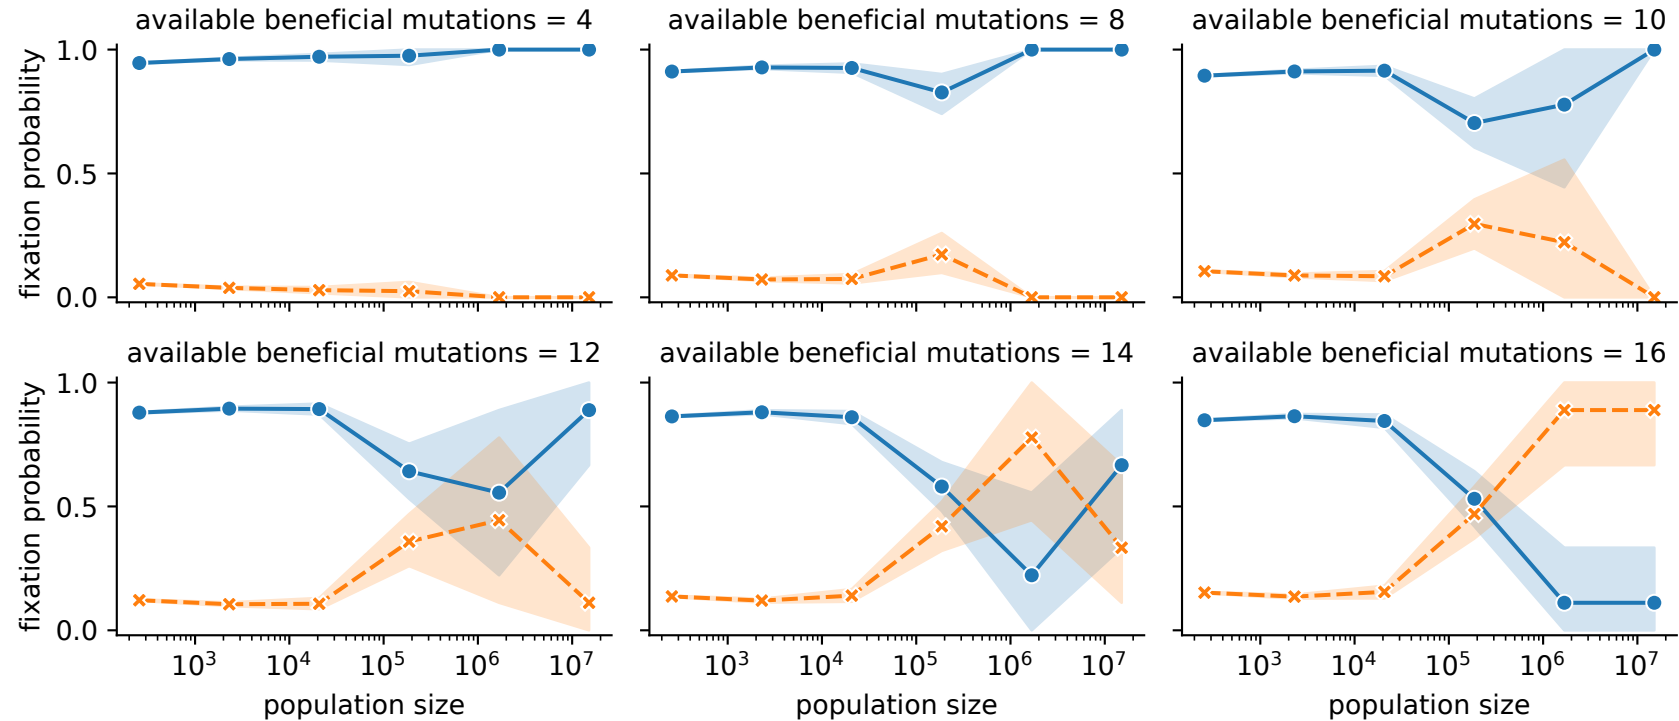 available beneficial mutations = 4
available beneficial mutations = 8
available beneficial mutations = 10
fixation probability
1.0
0.5
0.0
available beneficial mutations = 12
available beneficial mutations = 14
available beneficial mutations = 16
fixation probability
1.0
0.5
0.0
10³ 10⁴ 10⁵ 10⁶ 10⁷
10³ 10⁴ 10⁵ 10⁶ 10⁷
10³ 10⁴ 10⁵ 10⁶ 10⁷
population size
population size
population size